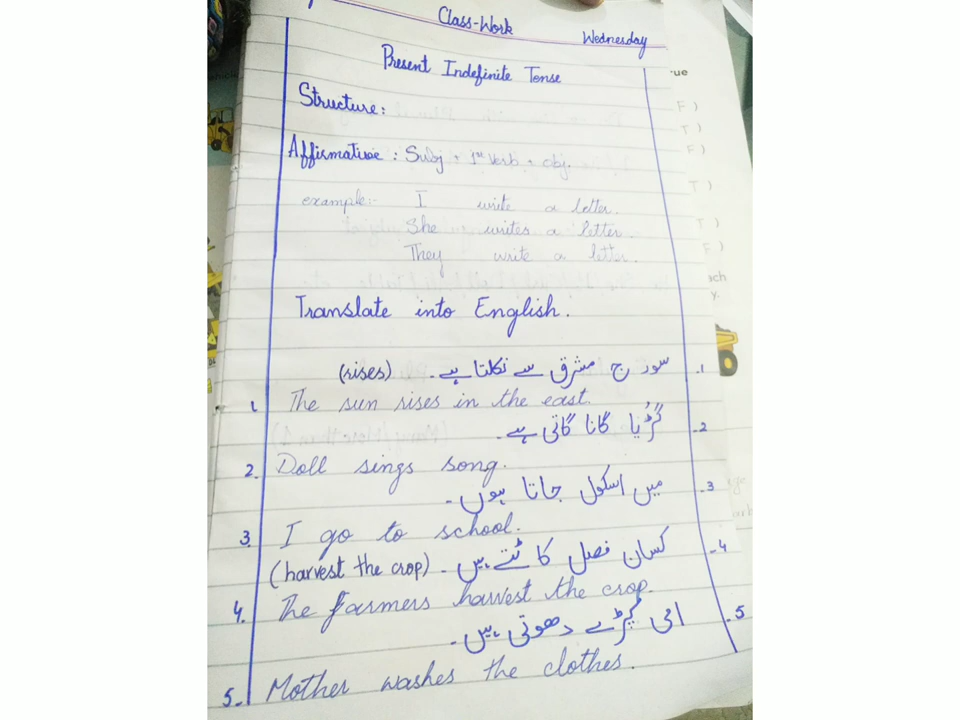 Class-Work
Wednesday
Present Indefinite Tense
Structure:
Affirmative : Subj + 1st verb + obj.
example:- I write a letter.
She writes a letter.
They write a letter.
Translate into English.
1. سورج مشرق سے نکلتا ہے۔ (rises)
1. The sun rises in the east.
2. گُڑیا گانا گاتی ہے۔
2. Doll sings song.
3. میں اسکول جاتا ہوں۔
3. I go to school.
4. کسان فصل کاٹتے ہیں۔ (harvest the crop)
4. The farmers harvest the crop.
5. امی کپڑے دھوتی ہیں۔
5. Mother washes the clothes.
ue
F )
T )
F )
T )
T )
F )
ach
y.